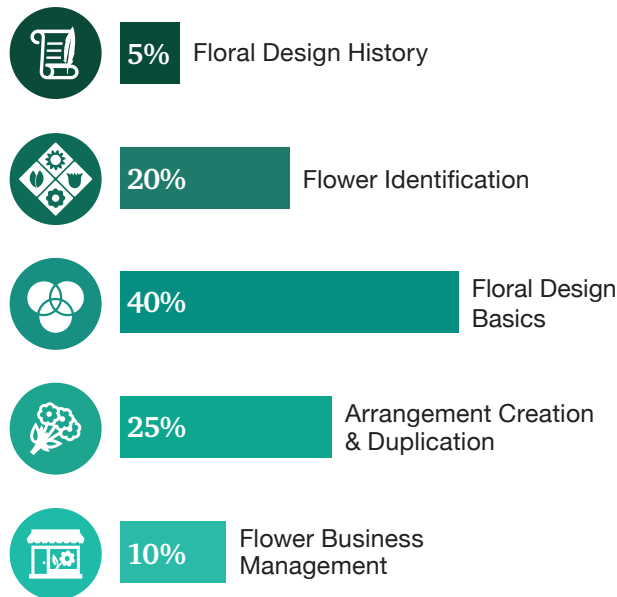 5% Floral Design History
20% Flower Identification
40% Floral Design
Basics
25% Arrangement Creation
& Duplication
10% Flower Business
Management